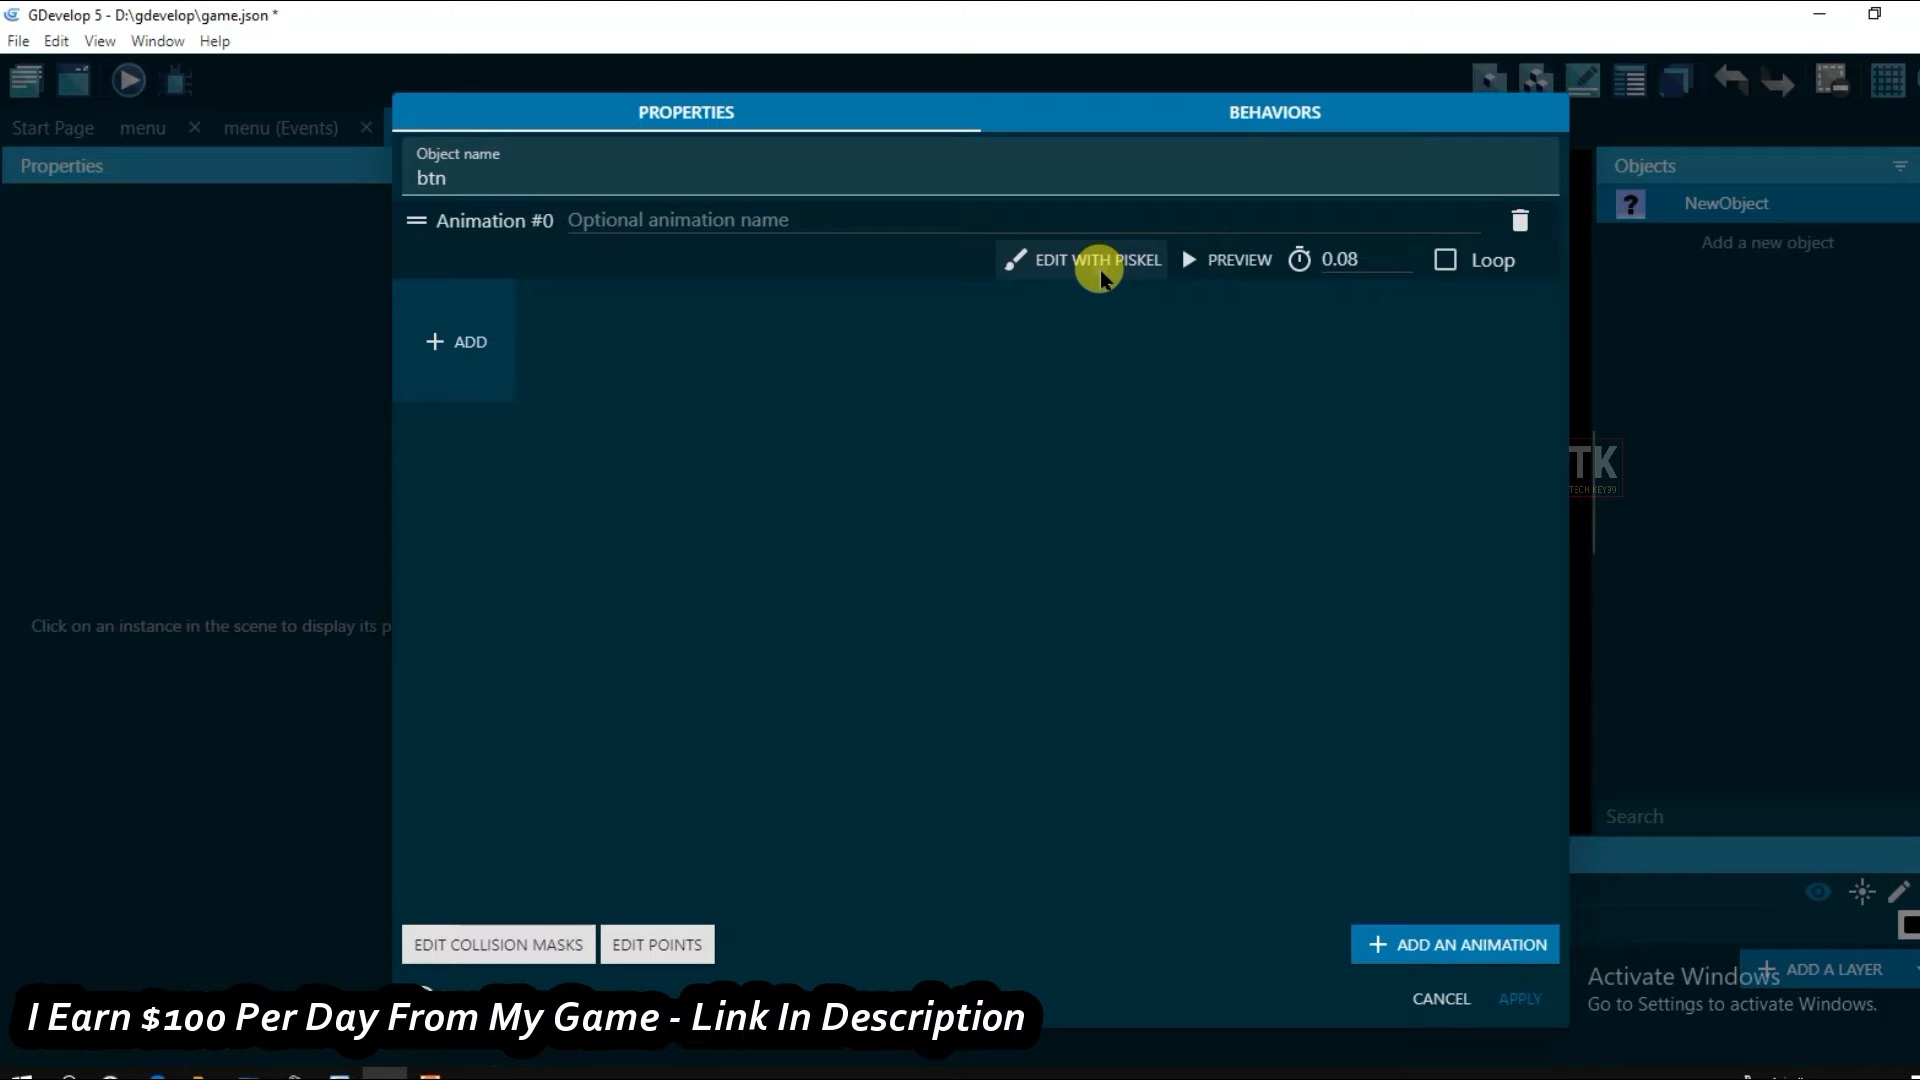 GDevelop 5 - D:\gdevelop\game.json *
File Edit View Window Help
Start Page menu menu (Events)
PROPERTIES BEHAVIORS
Properties
Object name
btn
Objects
Animation #0 Optional animation name
NewObject
Add a new object
EDIT WITH PISKEL PREVIEW 0.08 Loop
ADD
TK
TECH KEY99
Click on an instance in the scene to display its p
Search
EDIT COLLISION MASKS EDIT POINTS
ADD AN ANIMATION
ADD A LAYER
CANCEL APPLY
Activate Windows
Go to Settings to activate Windows.
I Earn $100 Per Day From My Game - Link In Description